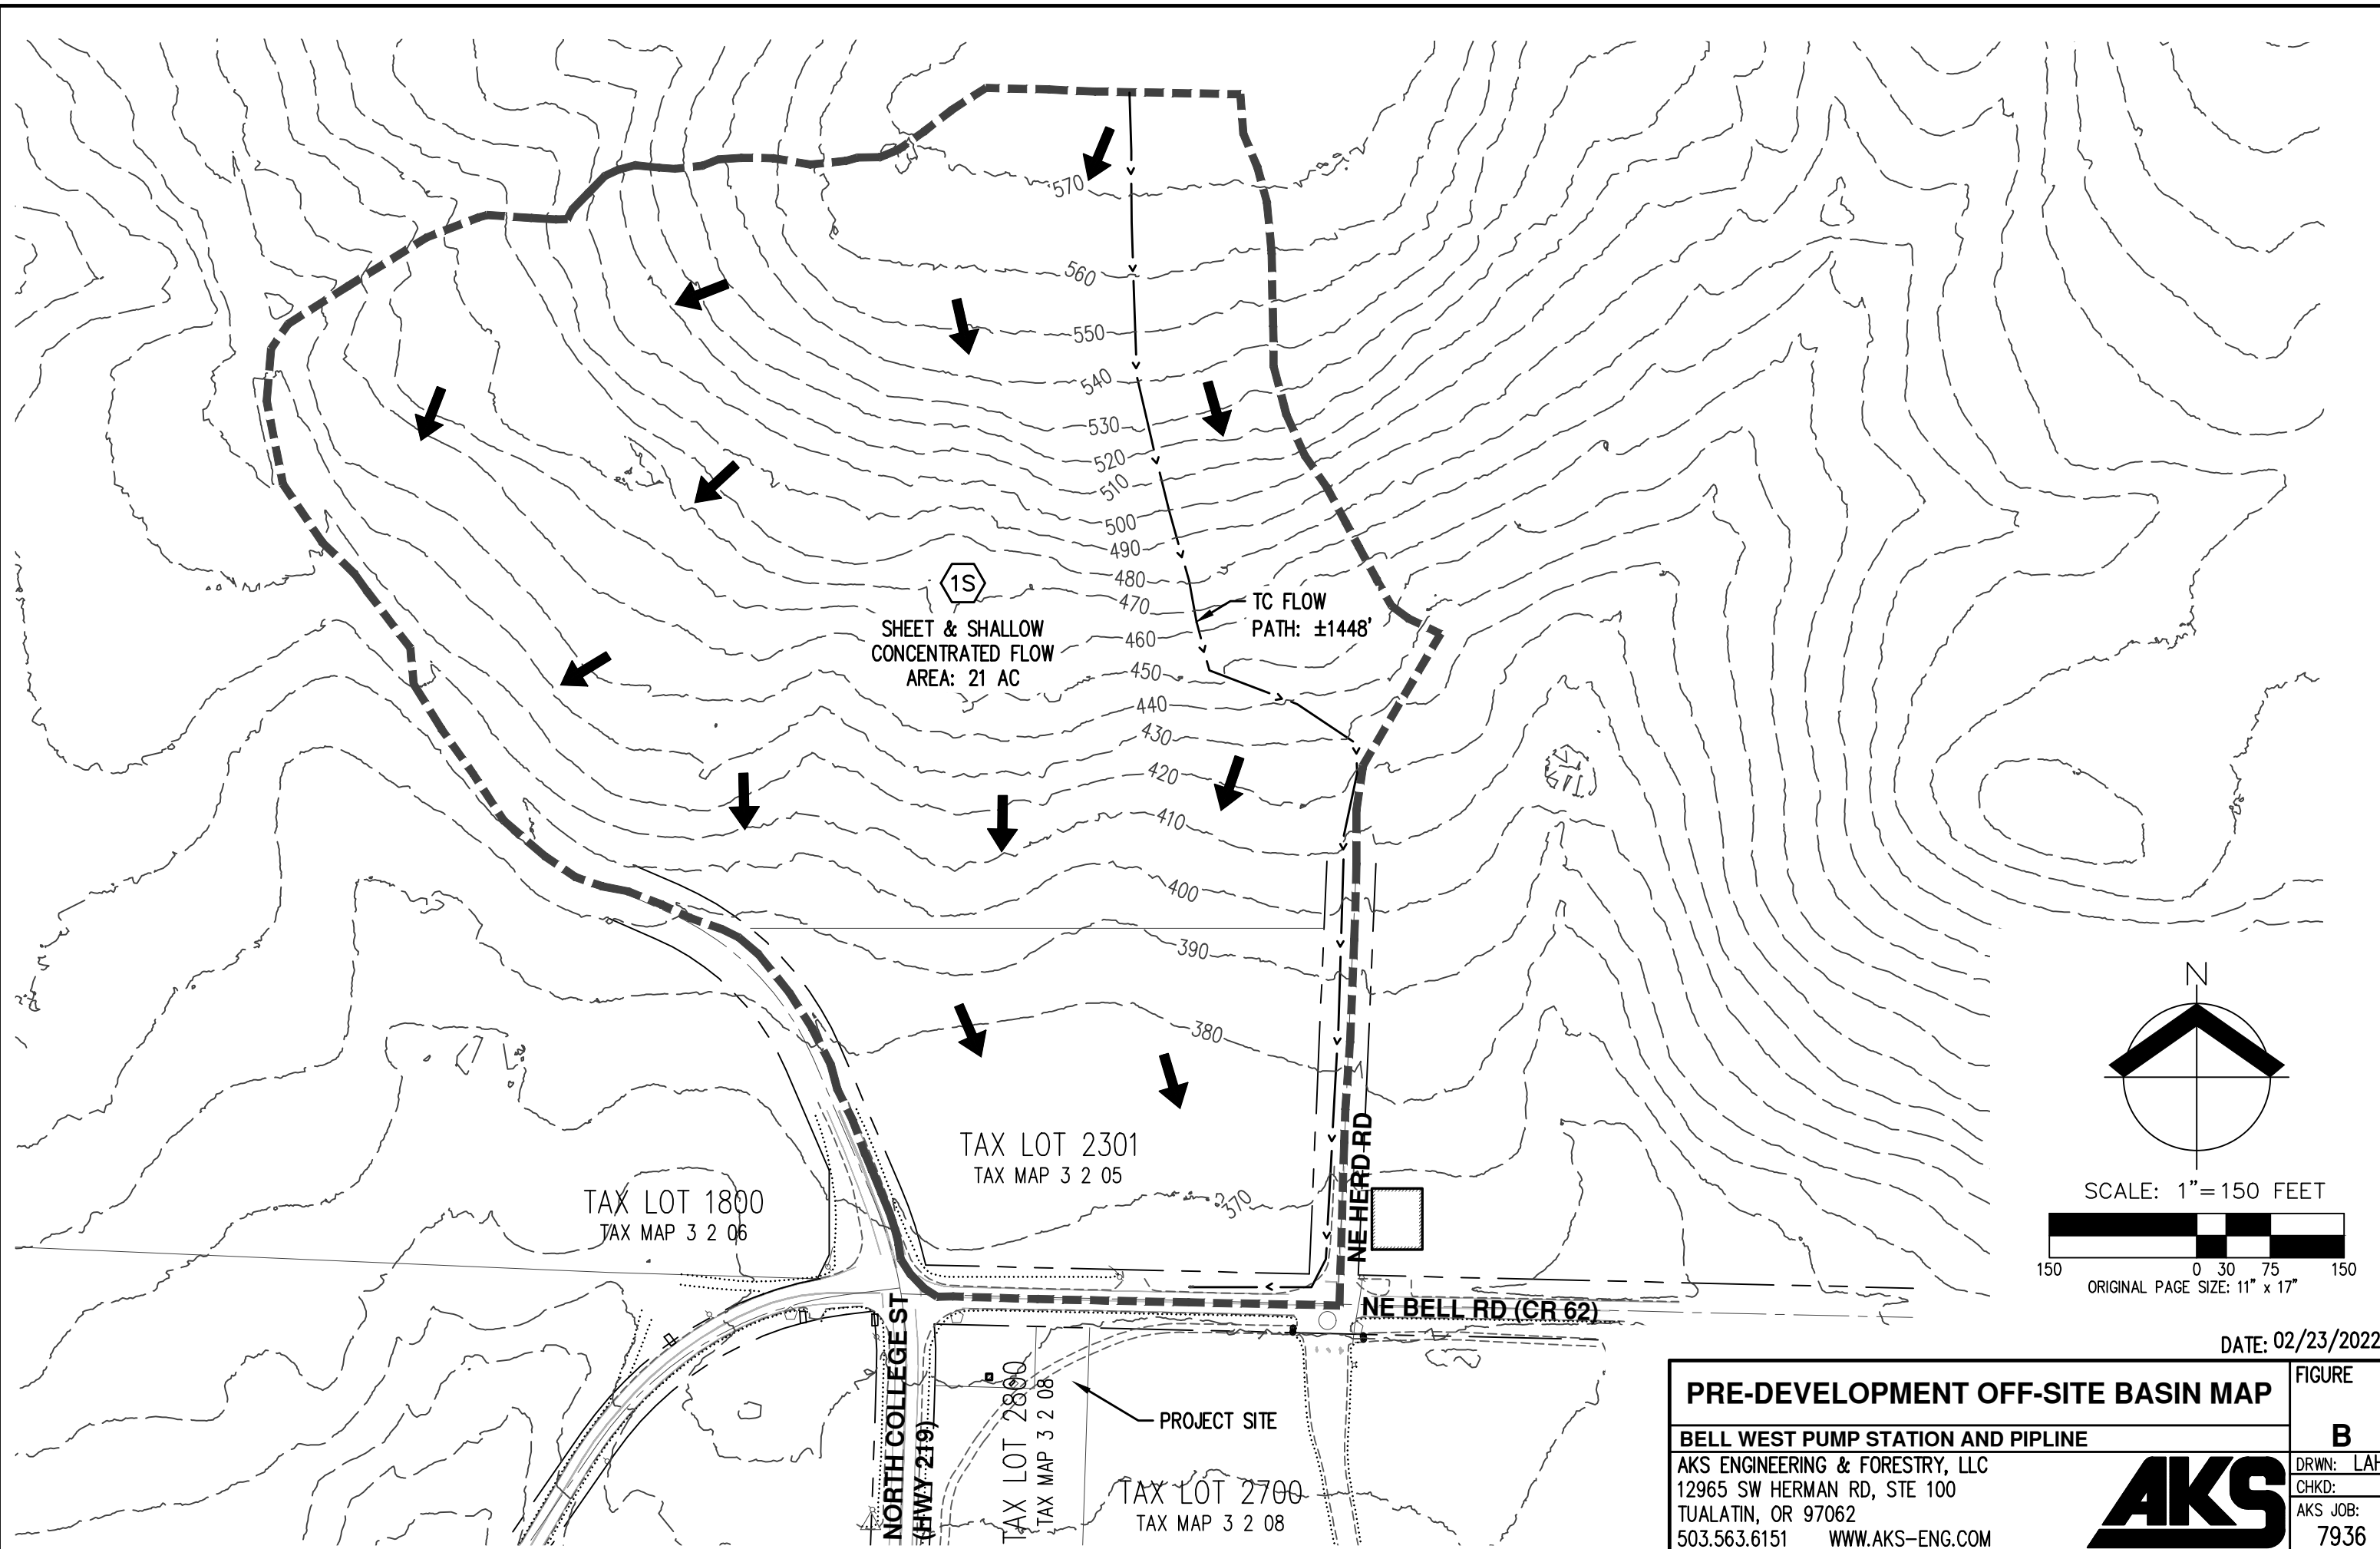 570
560
550
540
530
520
510
500
490
480
470
460
450
440
430
420
410
400
390
380
370
1S
SHEET & SHALLOW
CONCENTRATED FLOW
AREA: 21 AC
TC FLOW
PATH: ±1448'
TAX LOT 2301
TAX MAP 3 2 05
TAX LOT 1800
TAX MAP 3 2 06
NE HERD RD
NE BELL RD (CR 62)
NORTH COLLEGE ST
(HWY 219)
TAX LOT 2800
TAX MAP 3 2 08
PROJECT SITE
TAX LOT 2700
TAX MAP 3 2 08
N
SCALE: 1"=150 FEET
150 0 30 75 150
ORIGINAL PAGE SIZE: 11" x 17"
DATE: 02/23/2022
PRE-DEVELOPMENT OFF-SITE BASIN MAP
FIGURE
B
BELL WEST PUMP STATION AND PIPLINE
AKS ENGINEERING & FORESTRY, LLC
12965 SW HERMAN RD, STE 100
TUALATIN, OR 97062
503.563.6151 WWW.AKS-ENG.COM
AKS
DRWN: LAH
CHKD:
AKS JOB:
7936